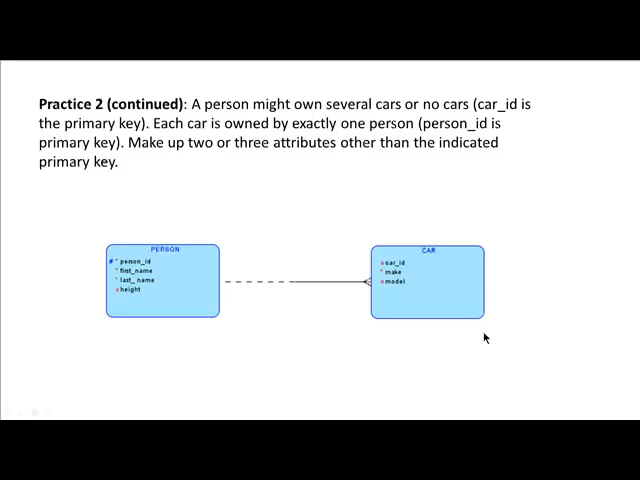 Practice 2 (continued): A person might own several cars or no cars (car_id is
the primary key). Each car is owned by exactly one person (person_id is
primary key). Make up two or three attributes other than the indicated
primary key.
PERSON
# * person_id
* first_name
* last_name
o height
CAR
o car_id
* make
o model